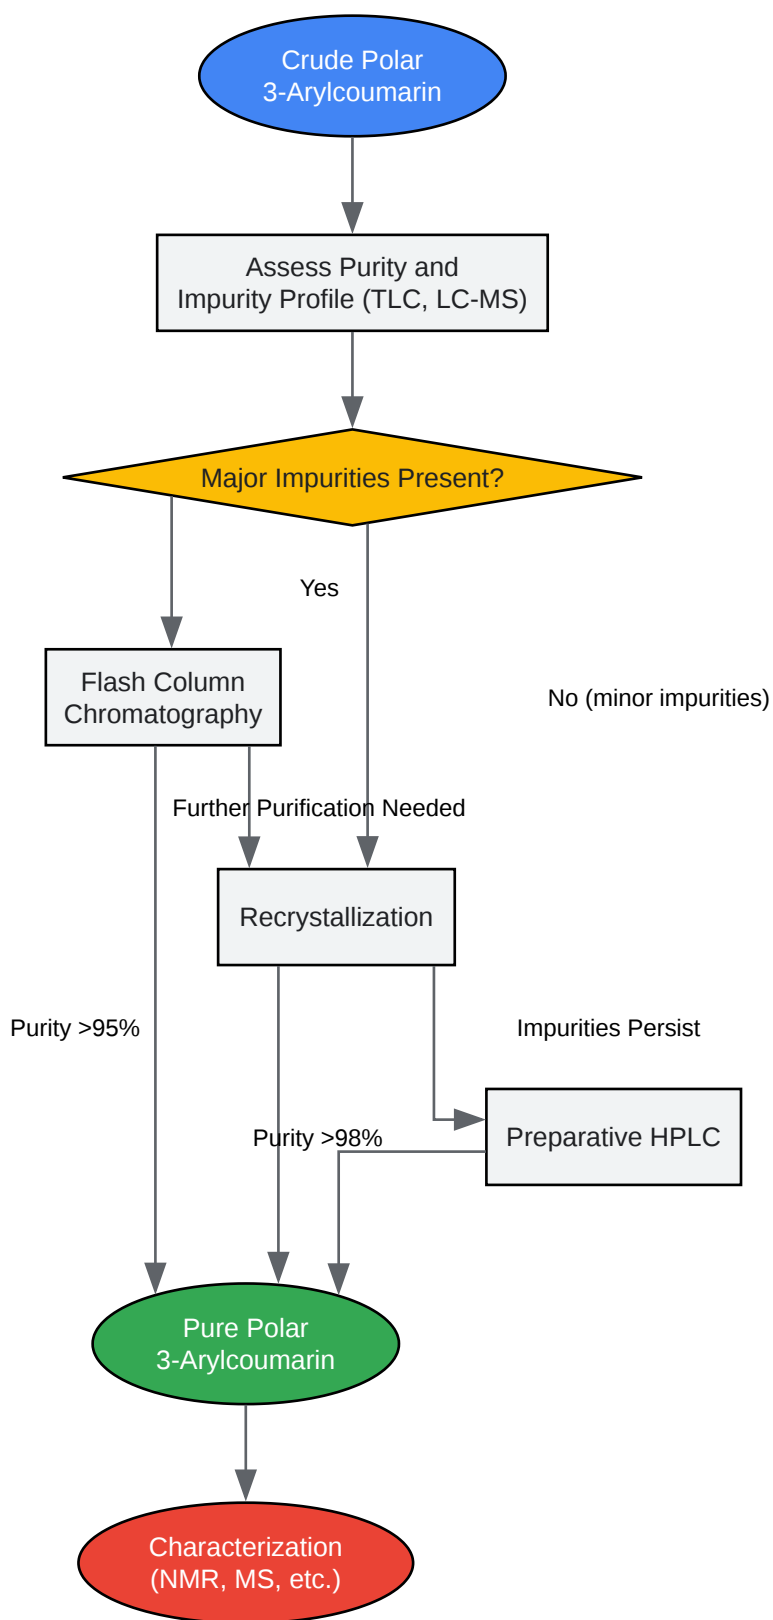 Crude Polar
3-Arylcoumarin
Assess Purity and
Impurity Profile (TLC, LC-MS)
Major Impurities Present?
Yes
Flash Column
Chromatography
No (minor impurities)
Further Purification Needed
Recrystallization
Purity >95%
Impurities Persist
Purity >98%
Preparative HPLC
Pure Polar
3-Arylcoumarin
Characterization
(NMR, MS, etc.)